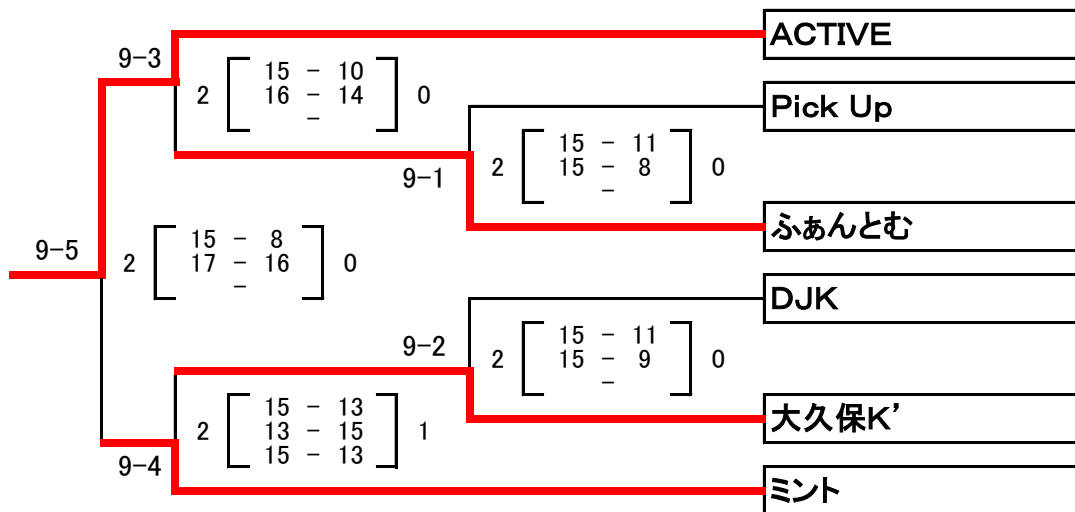 ACTIVE
9-3
2 15 - 10 0
16 - 14
-
Pick Up
9-1
2 15 - 11 0
15 - 8
-
ふぁんとむ
9-5
2 15 - 8 0
17 - 16
-
DJK
9-2
2 15 - 11 0
15 - 9
-
大久保K’
2 15 - 13 1
13 - 15
15 - 13
9-4
ミント